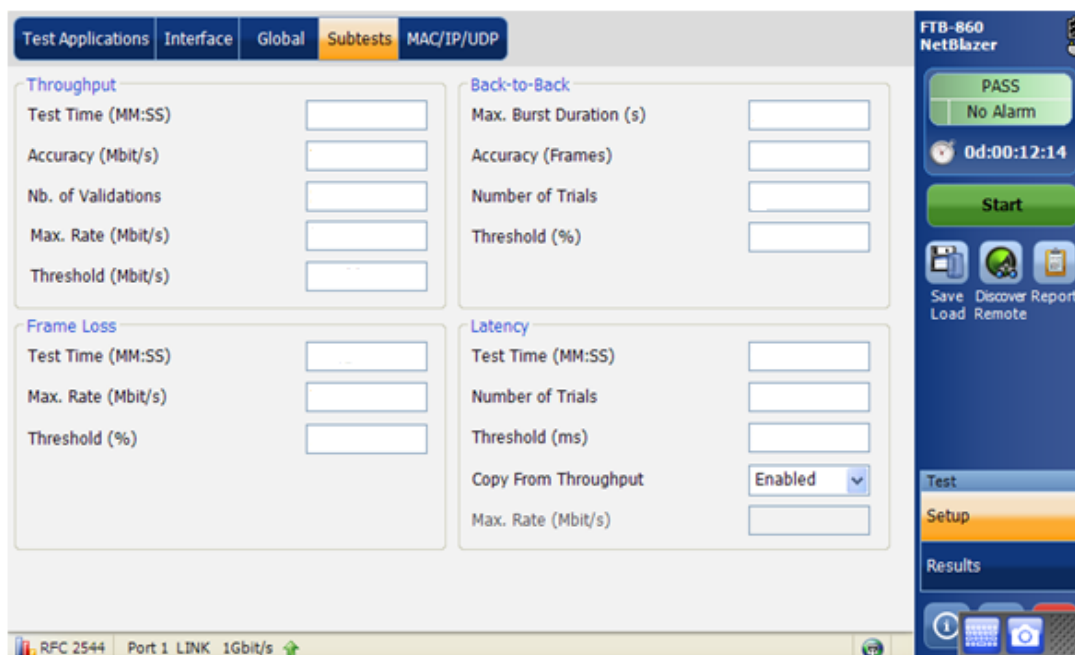 Test Applications Interface Global Subtests MAC/IP/UDP
Throughput
Test Time (MM:SS)
Accuracy (Mbit/s)
Nb. of Validations
Max. Rate (Mbit/s)
Threshold (Mbit/s)
Back-to-Back
Max. Burst Duration (s)
Accuracy (Frames)
Number of Trials
Threshold (%)
Frame Loss
Test Time (MM:SS)
Max. Rate (Mbit/s)
Threshold (%)
Latency
Test Time (MM:SS)
Number of Trials
Threshold (ms)
Copy From Throughput Enabled
Max. Rate (Mbit/s)
RFC 2544 Port 1 LINK 1Gbit/s
FTB-860
NetBlazer
PASS
No Alarm
0d:00:12:14
Start
Save Discover Report
Load Remote
Test
Setup
Results